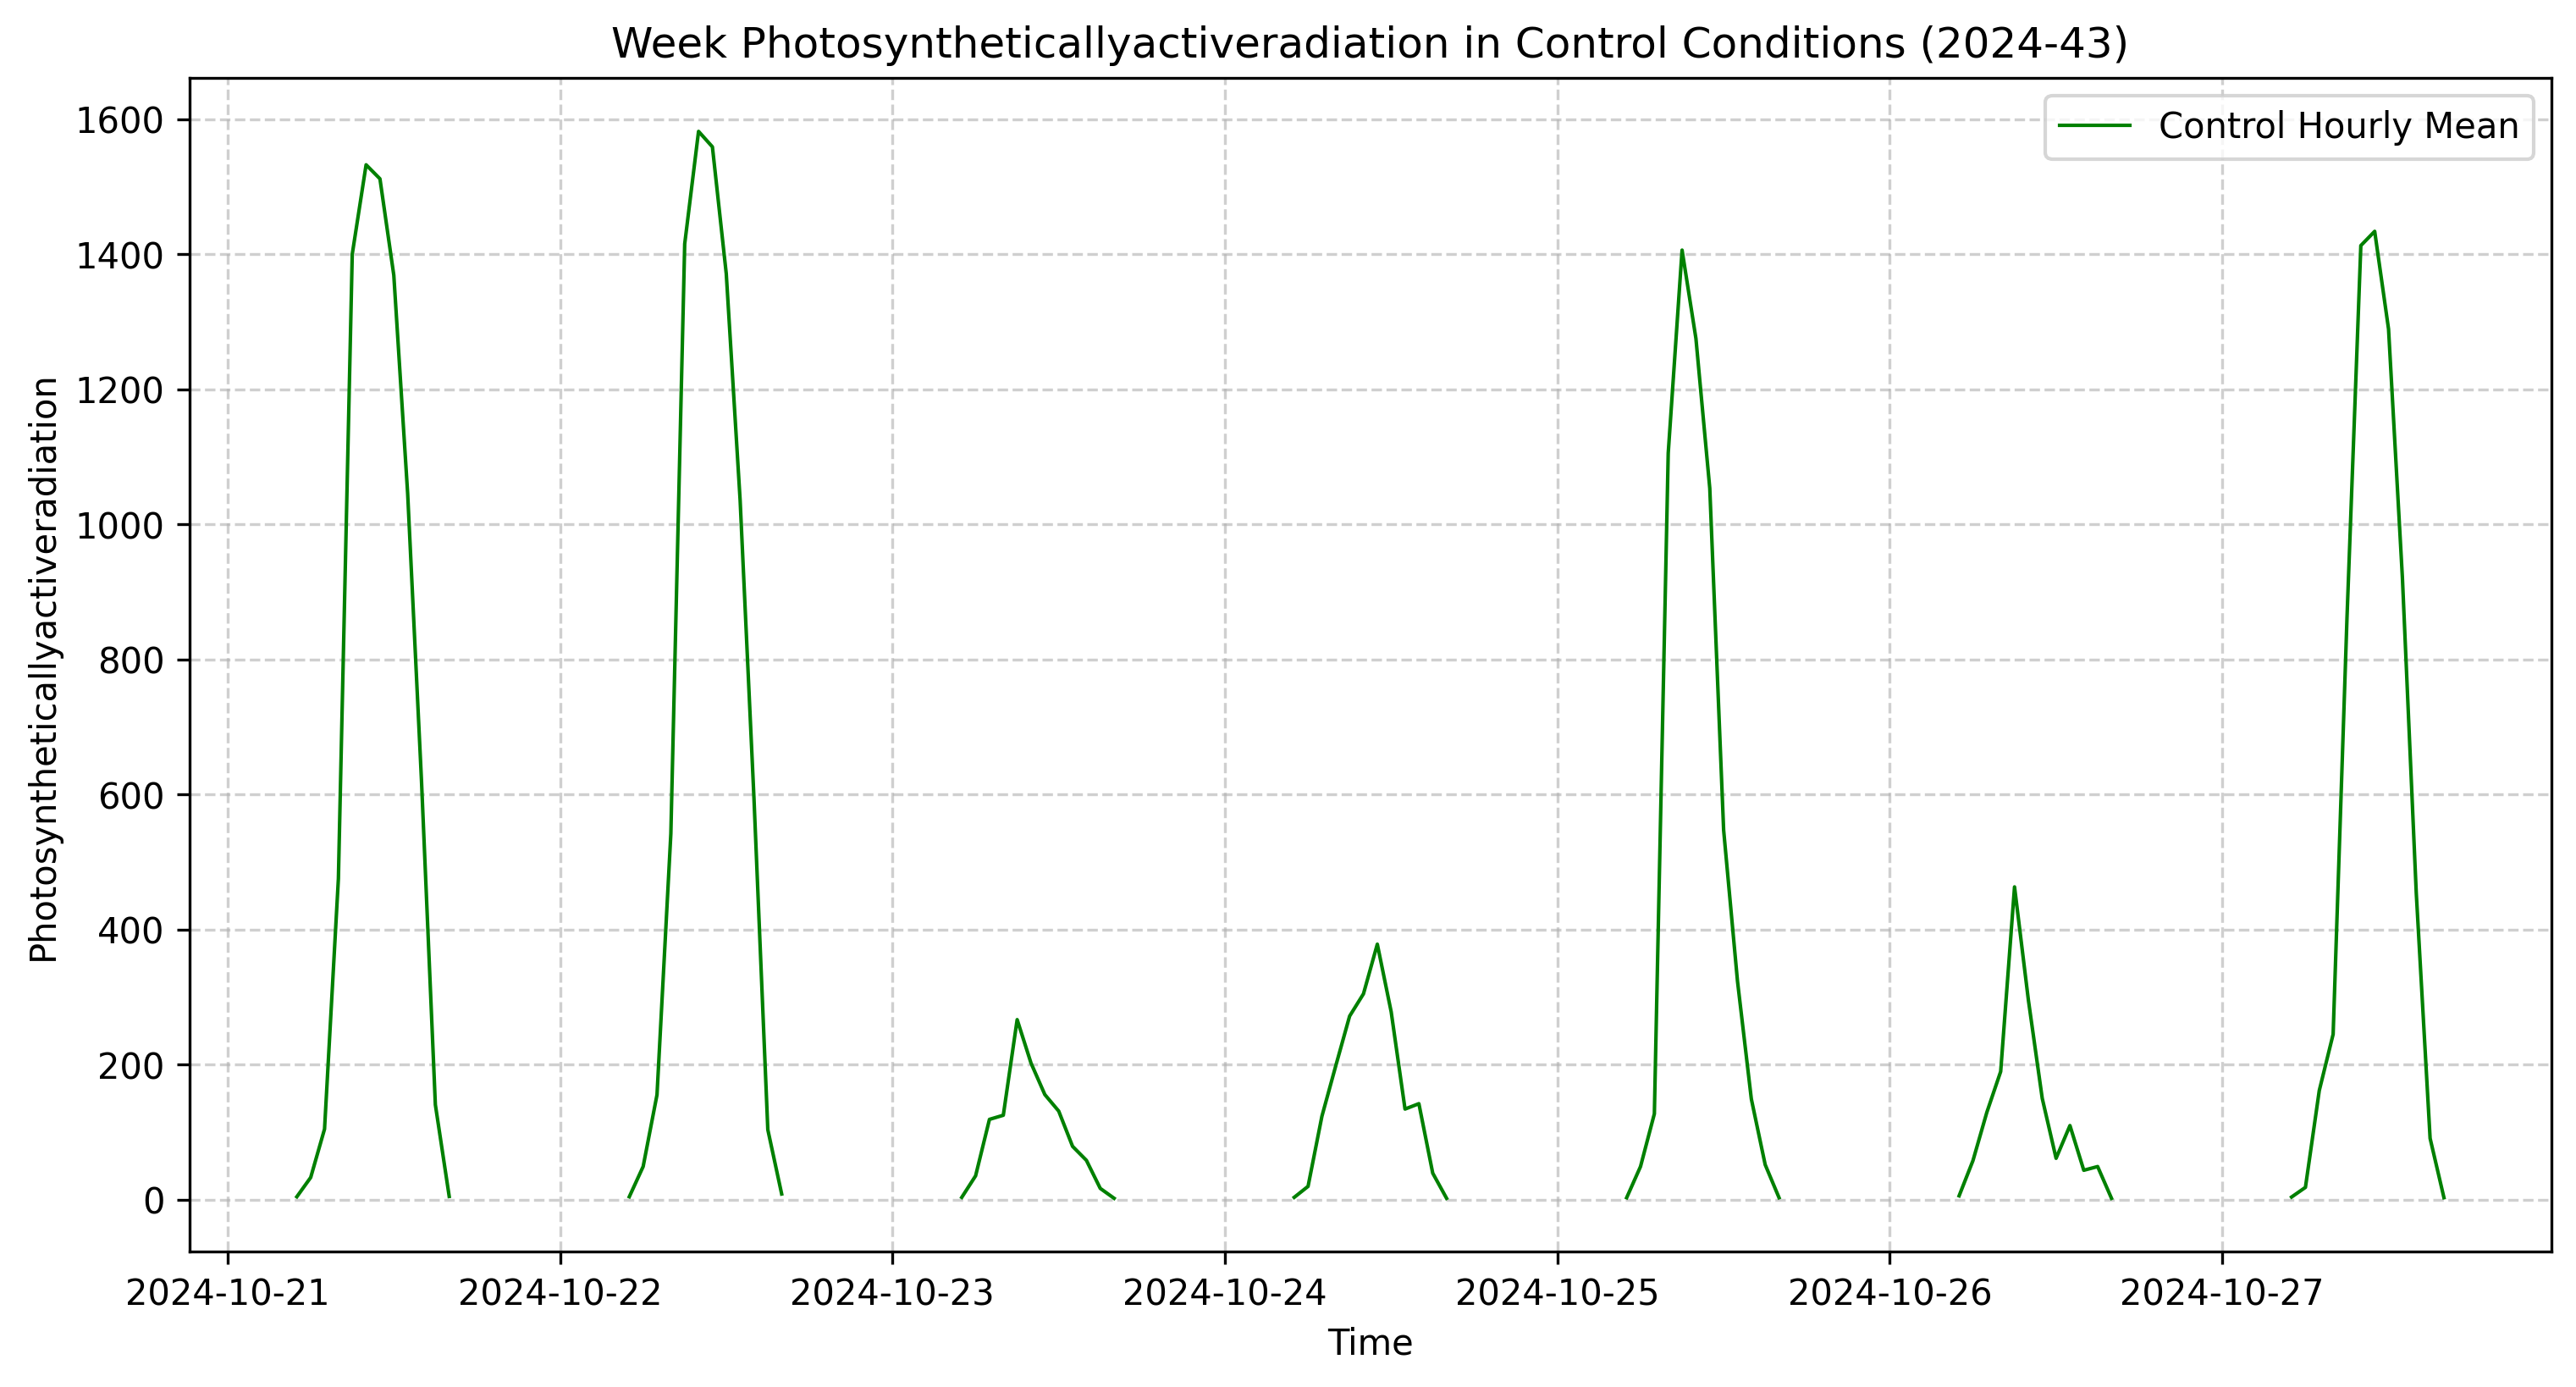 Week Photosyntheticallyactiveradiation in Control Conditions (2024-43)
Control Hourly Mean
Photosyntheticallyactiveradiation
1600
1400
1200
1000
800
600
400
200
0
2024-10-21 2024-10-22 2024-10-23 2024-10-24 2024-10-25 2024-10-26 2024-10-27
Time